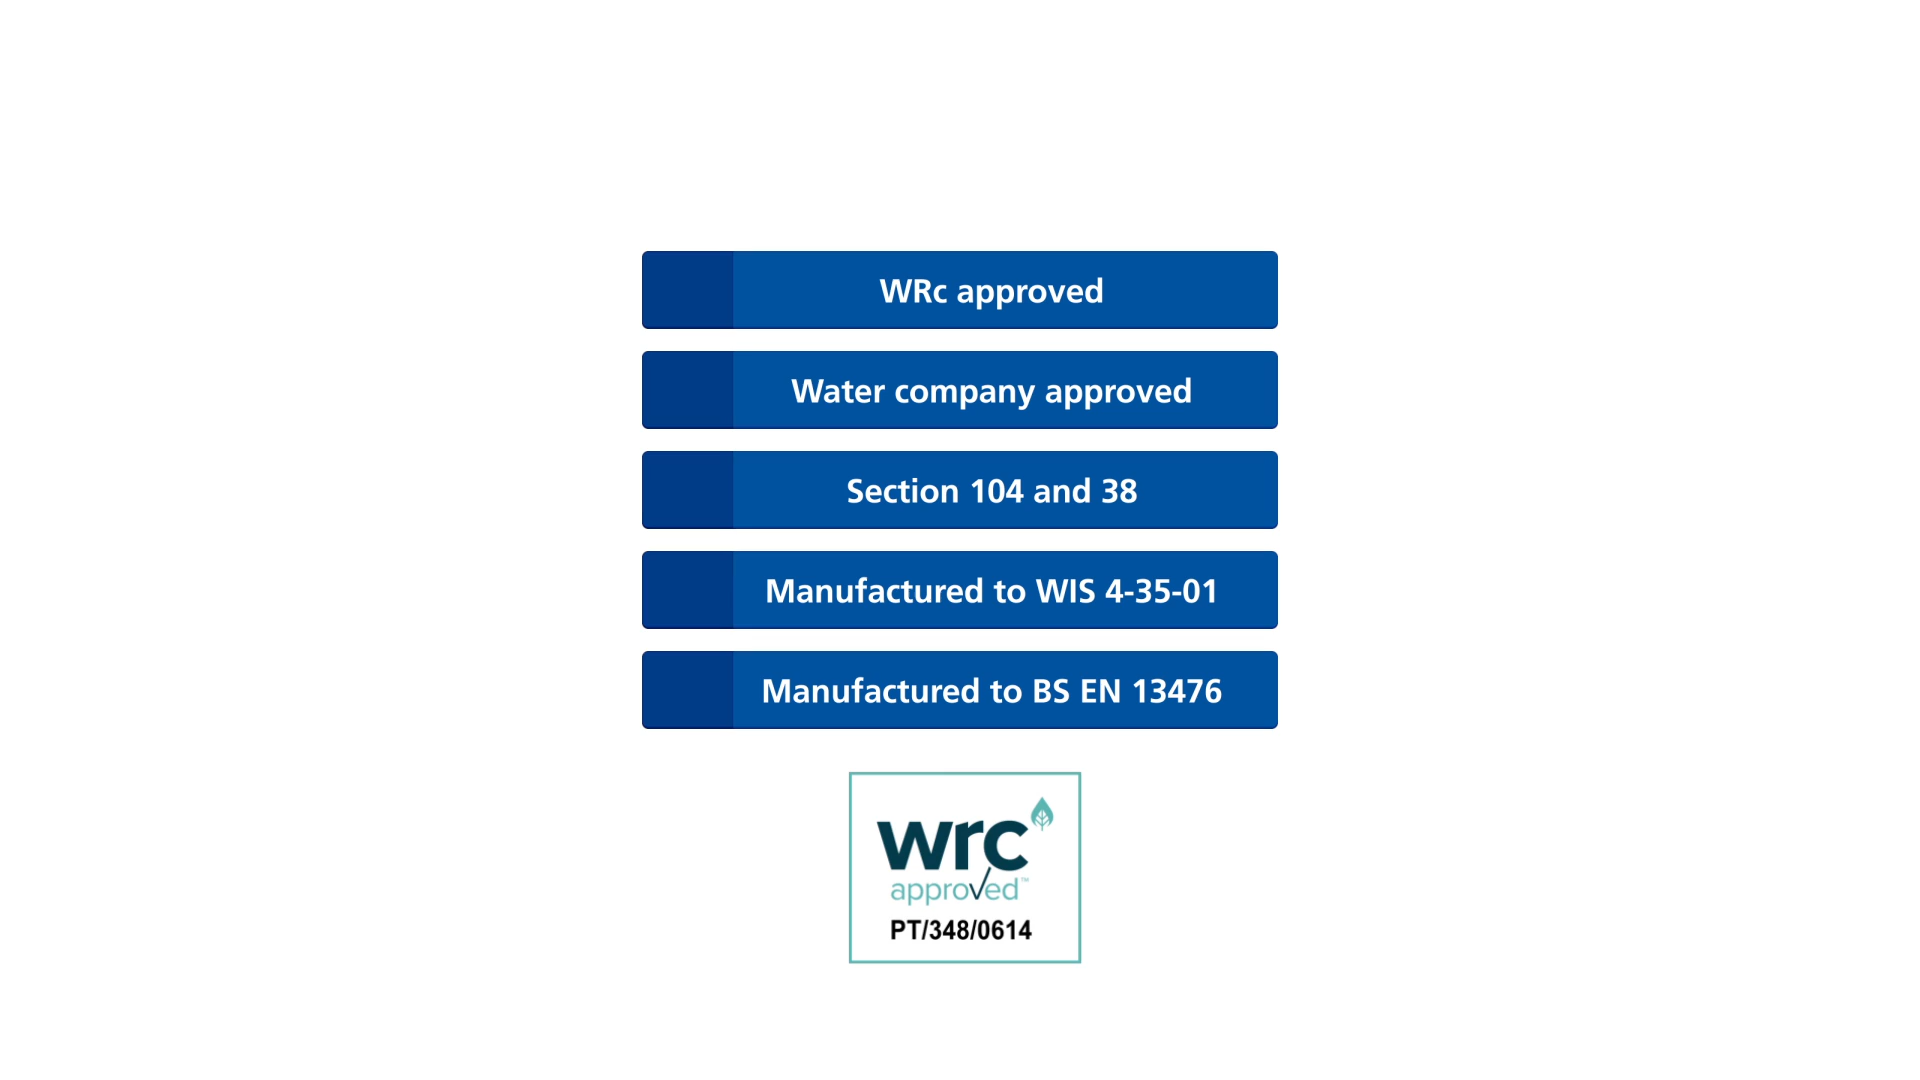 WRc approved
Water company approved
Section 104 and 38
Manufactured to WIS 4-35-01
Manufactured to BS EN 13476
wrc
approved™
PT/348/0614